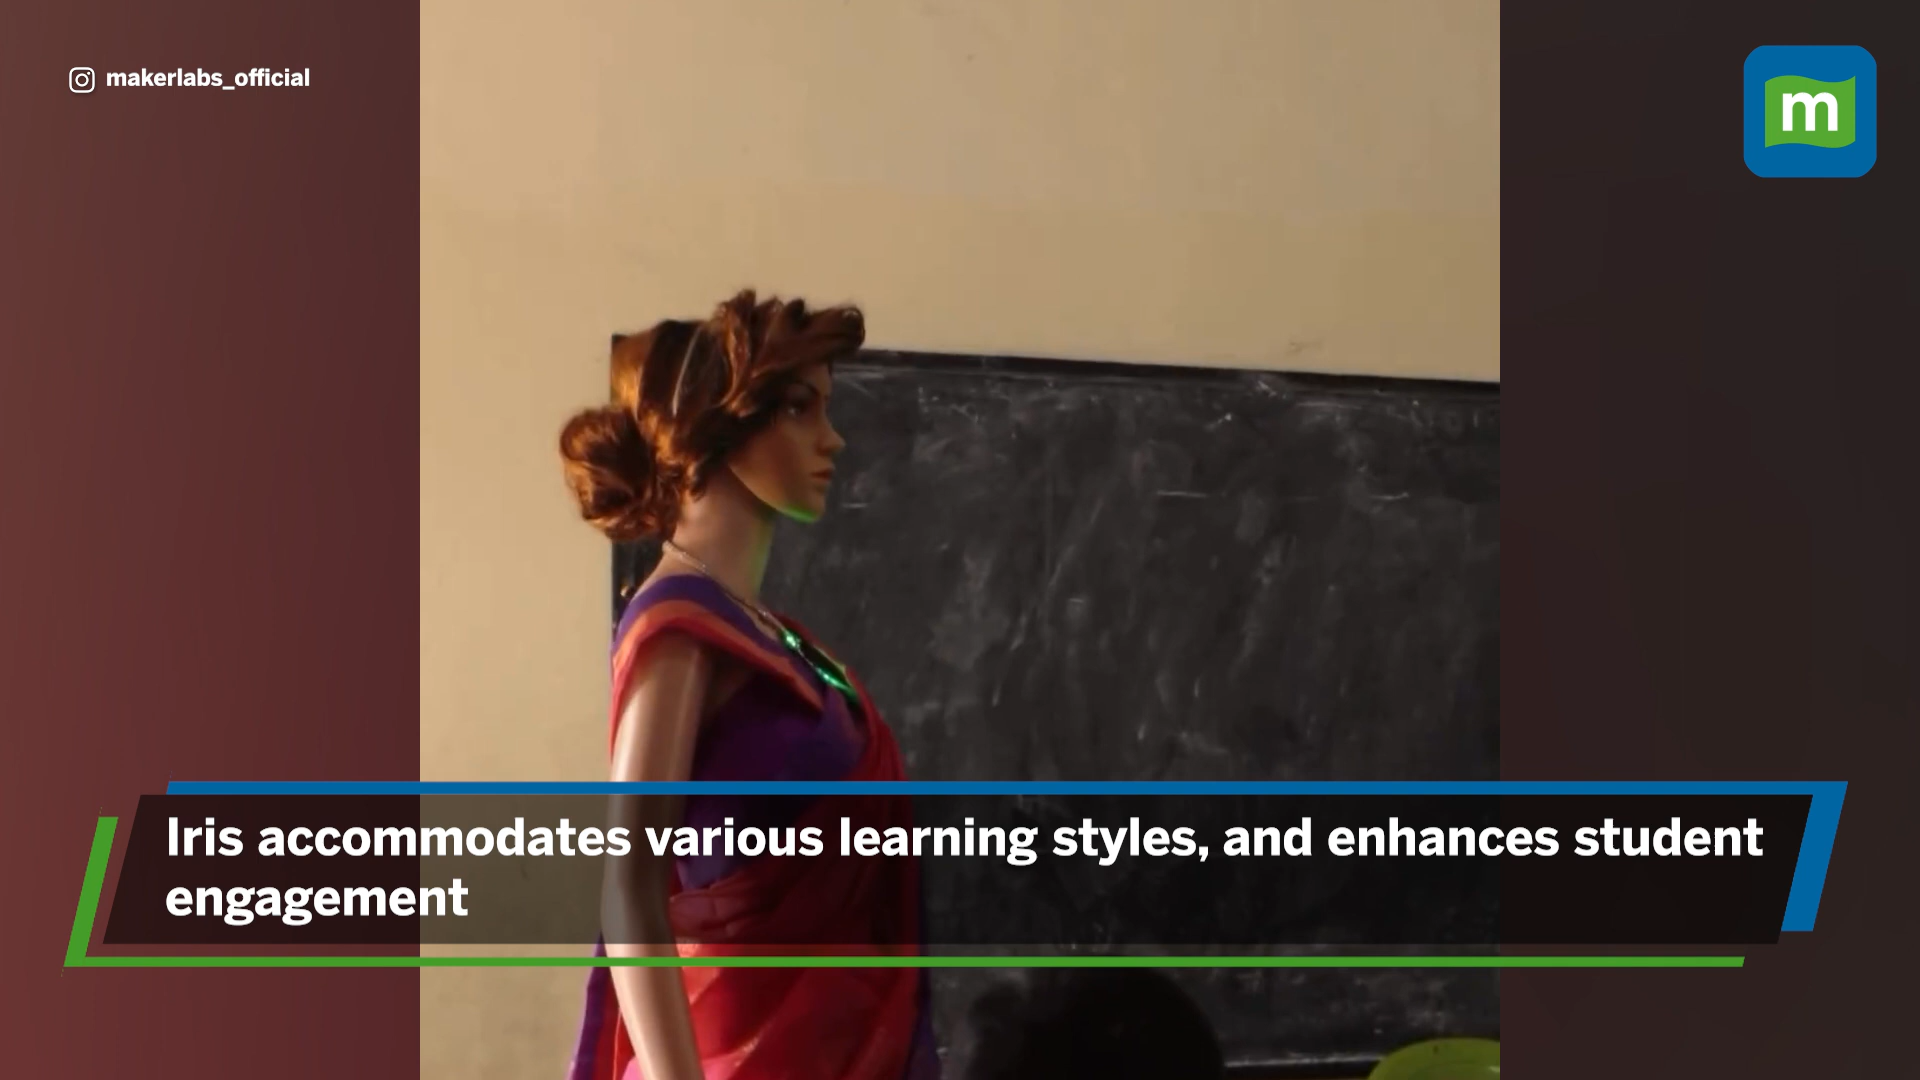 makerlabs_official
m
Iris accommodates various learning styles, and enhances student
engagement